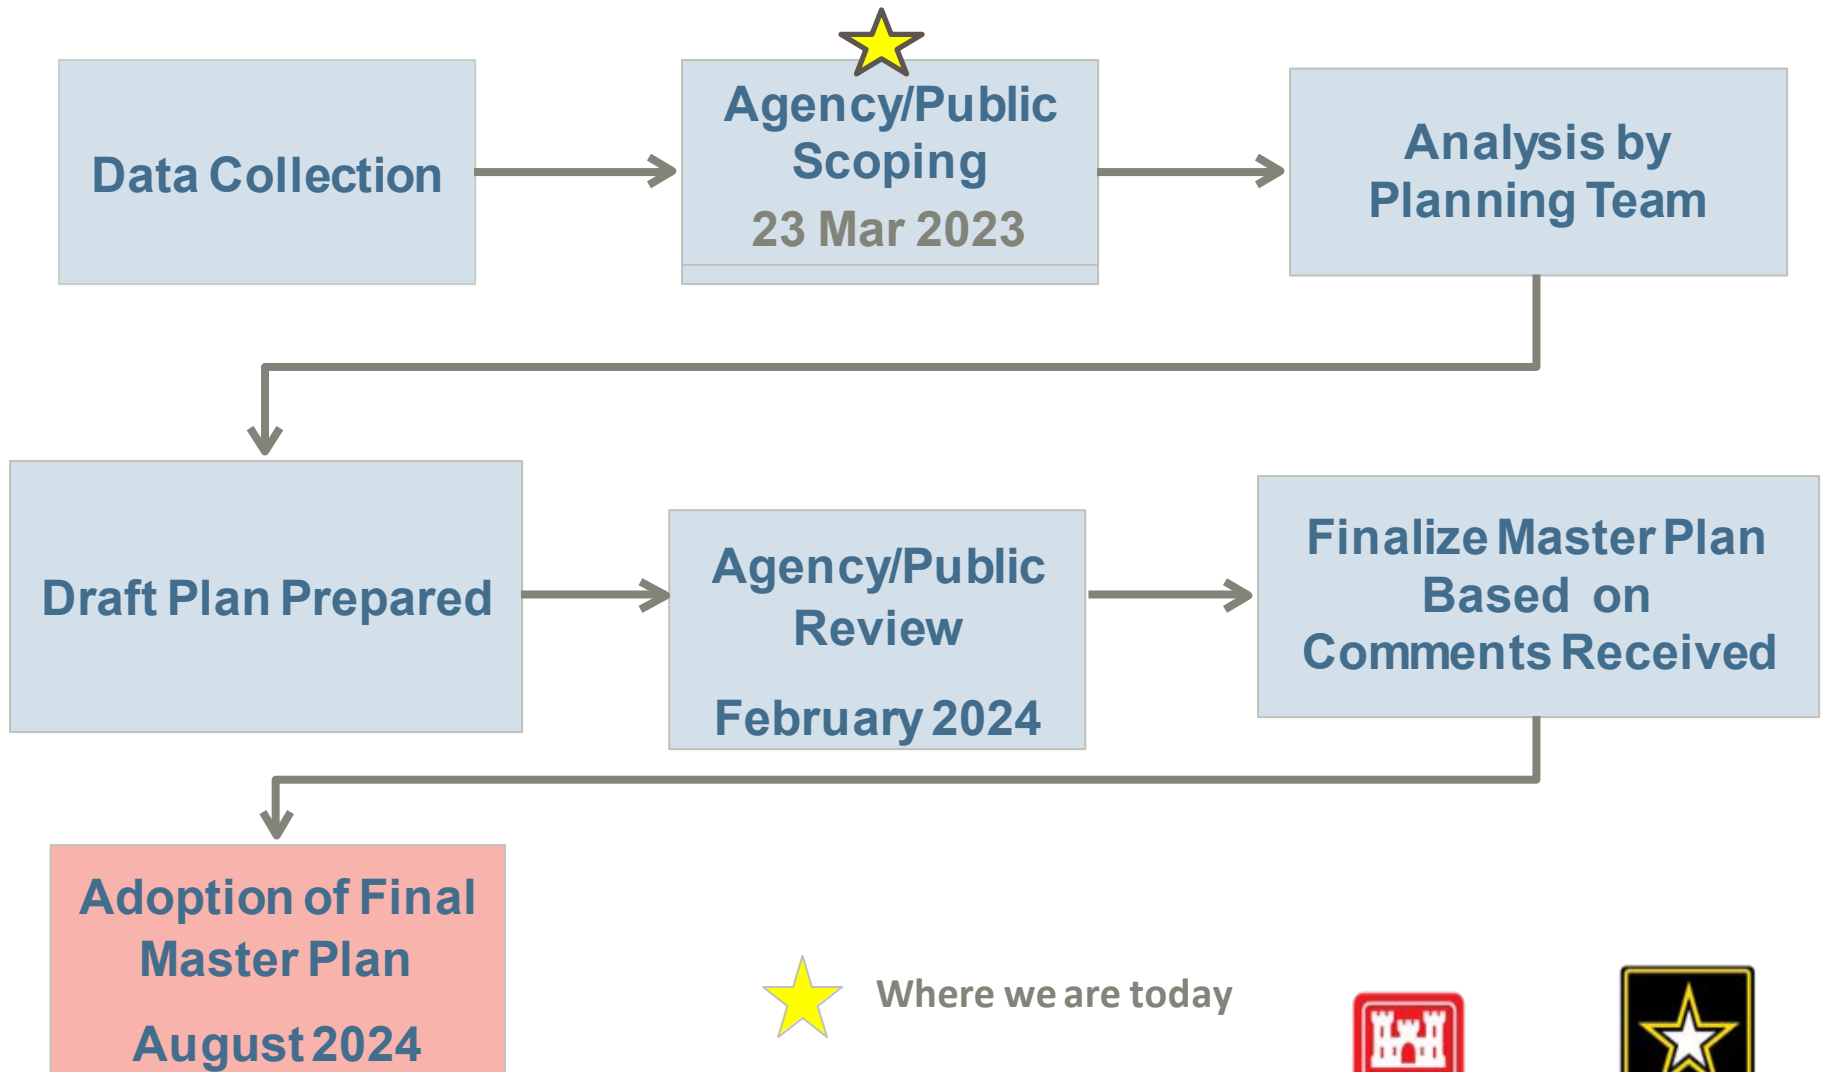 Data Collection
Agency/Public
Scoping
23 Mar 2023
Analysis by
Planning Team
Draft Plan Prepared
Agency/Public
Review
February 2024
Finalize Master Plan
Based on
Comments Received
Adoption of Final
Master Plan
August 2024
Where we are today